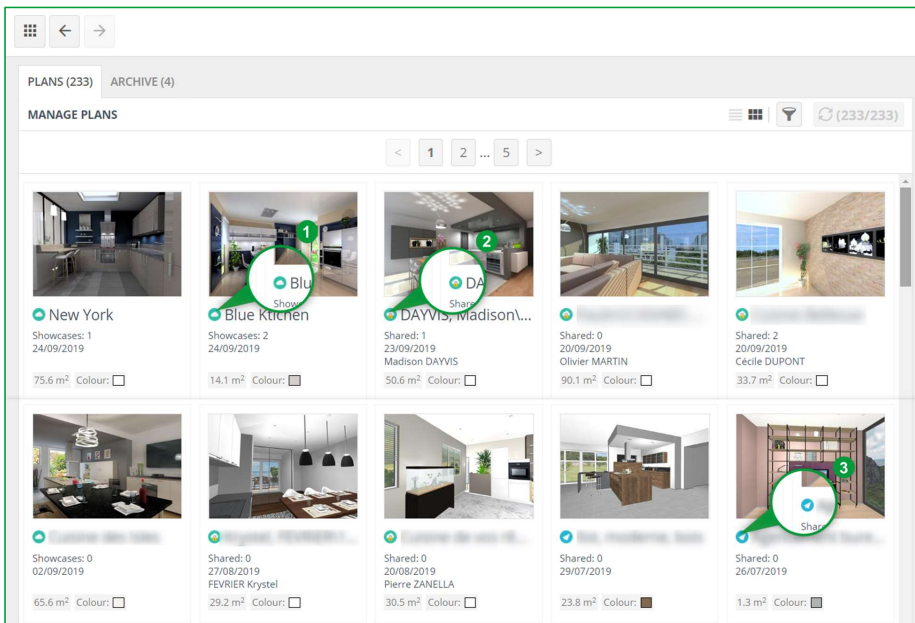 PLANS (233) ARCHIVE (4)
MANAGE PLANS
(233/233)
< 1 2 ... 5 >
1
2
3
Blu
Show
DA
Share
New York
Showcases: 1
24/09/2019
75.6 m² Colour:
Blue Ktichen
Showcases: 2
24/09/2019
14.1 m² Colour:
DAYVIS, Madison\...
Shared: 1
23/09/2019
Madison DAYVIS
50.6 m² Colour:
Shared: 0
20/09/2019
Olivier MARTIN
90.1 m² Colour:
Shared: 2
20/09/2019
Cécile DUPONT
33.7 m² Colour:
Showcases: 0
02/09/2019
65.6 m² Colour:
Shared: 0
27/08/2019
FEVRIER Krystel
29.2 m² Colour:
Shared: 0
20/08/2019
Pierre ZANELLA
30.5 m² Colour:
Shared: 0
29/07/2019
23.8 m² Colour:
Share
Shared: 0
26/07/2019
1.3 m² Colour: